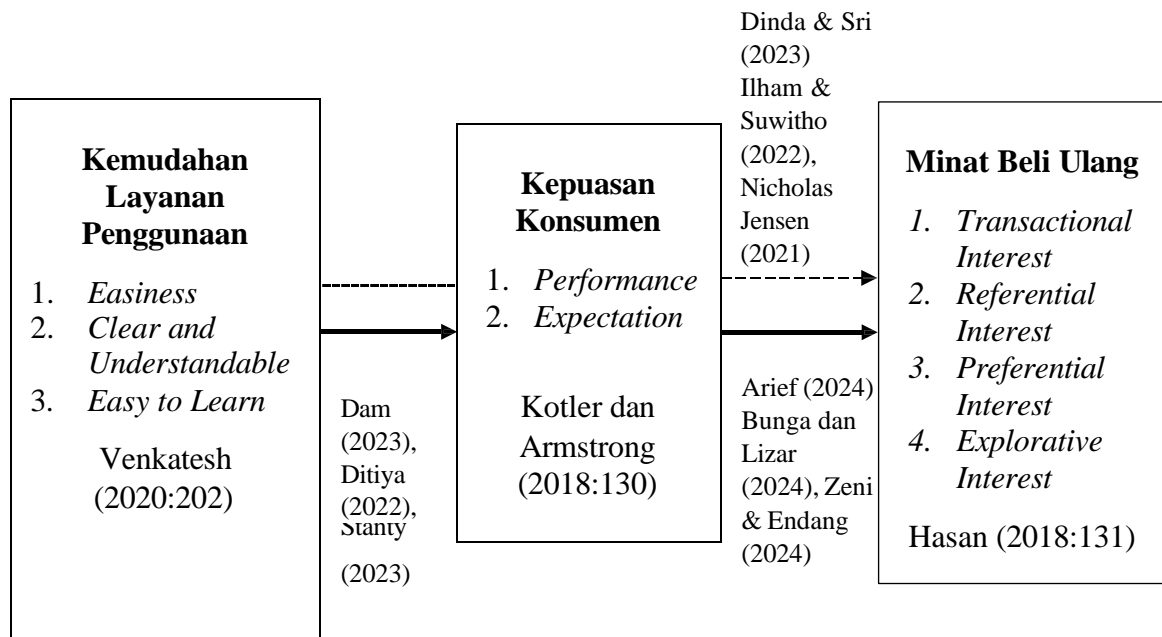 Kemudahan
Layanan
Penggunaan
1. Easiness
2. Clear and
Understandable
3. Easy to Learn
Venkatesh
(2020:202)
Dam
(2023),
Ditiya
(2022),
Stanty
(2023)
Kepuasan
Konsumen
1. Performance
2. Expectation
Kotler dan
Armstrong
(2018:130)
Dinda & Sri
(2023)
Ilham &
Suwitho
(2022),
Nicholas
Jensen
(2021)
Arief (2024)
Bunga dan
Lizar
(2024), Zeni
& Endang
(2024)
Minat Beli Ulang
1. Transactional
Interest
2. Referential
Interest
3. Preferential
Interest
4. Explorative
Interest
Hasan (2018:131)